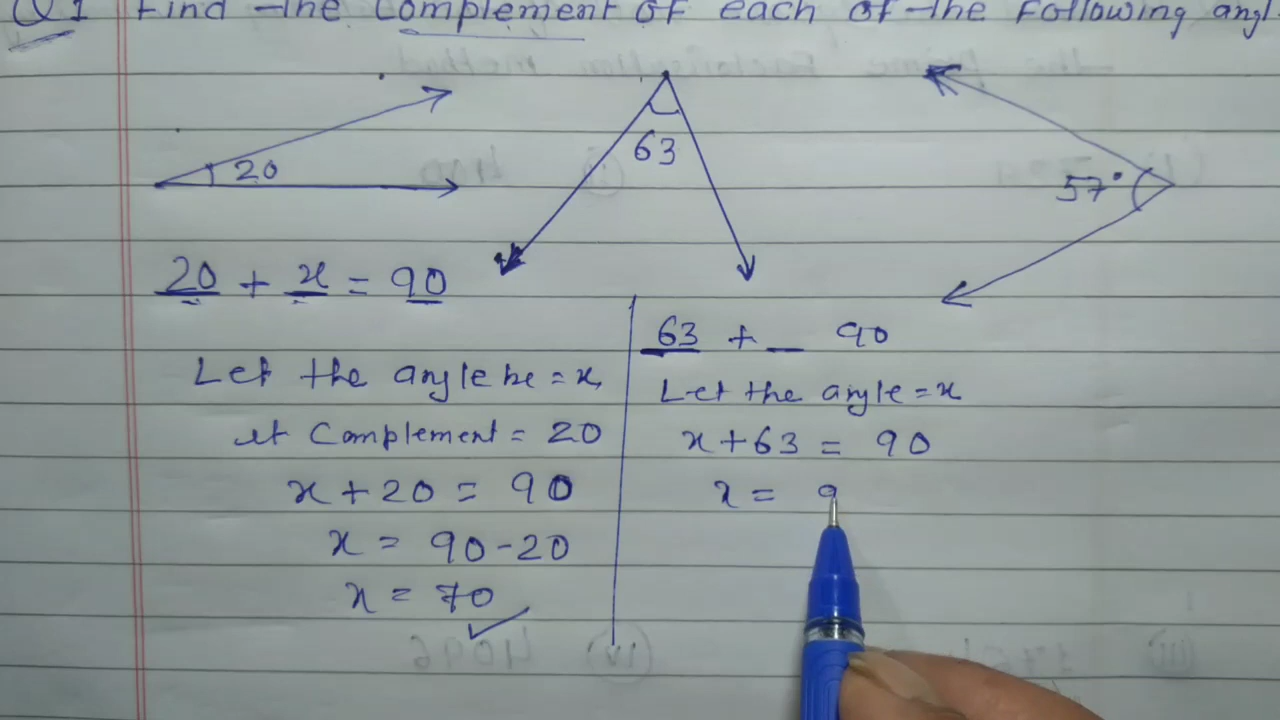 Q1 Find the Complement of each of the Following angl
20
63
57°
20 + x = 90
Let the angle be = x,
it Complement = 20
x + 20 = 90
x = 90 - 20
x = 70
63 + _ 90
Let the angle = x
x + 63 = 90
x = 9